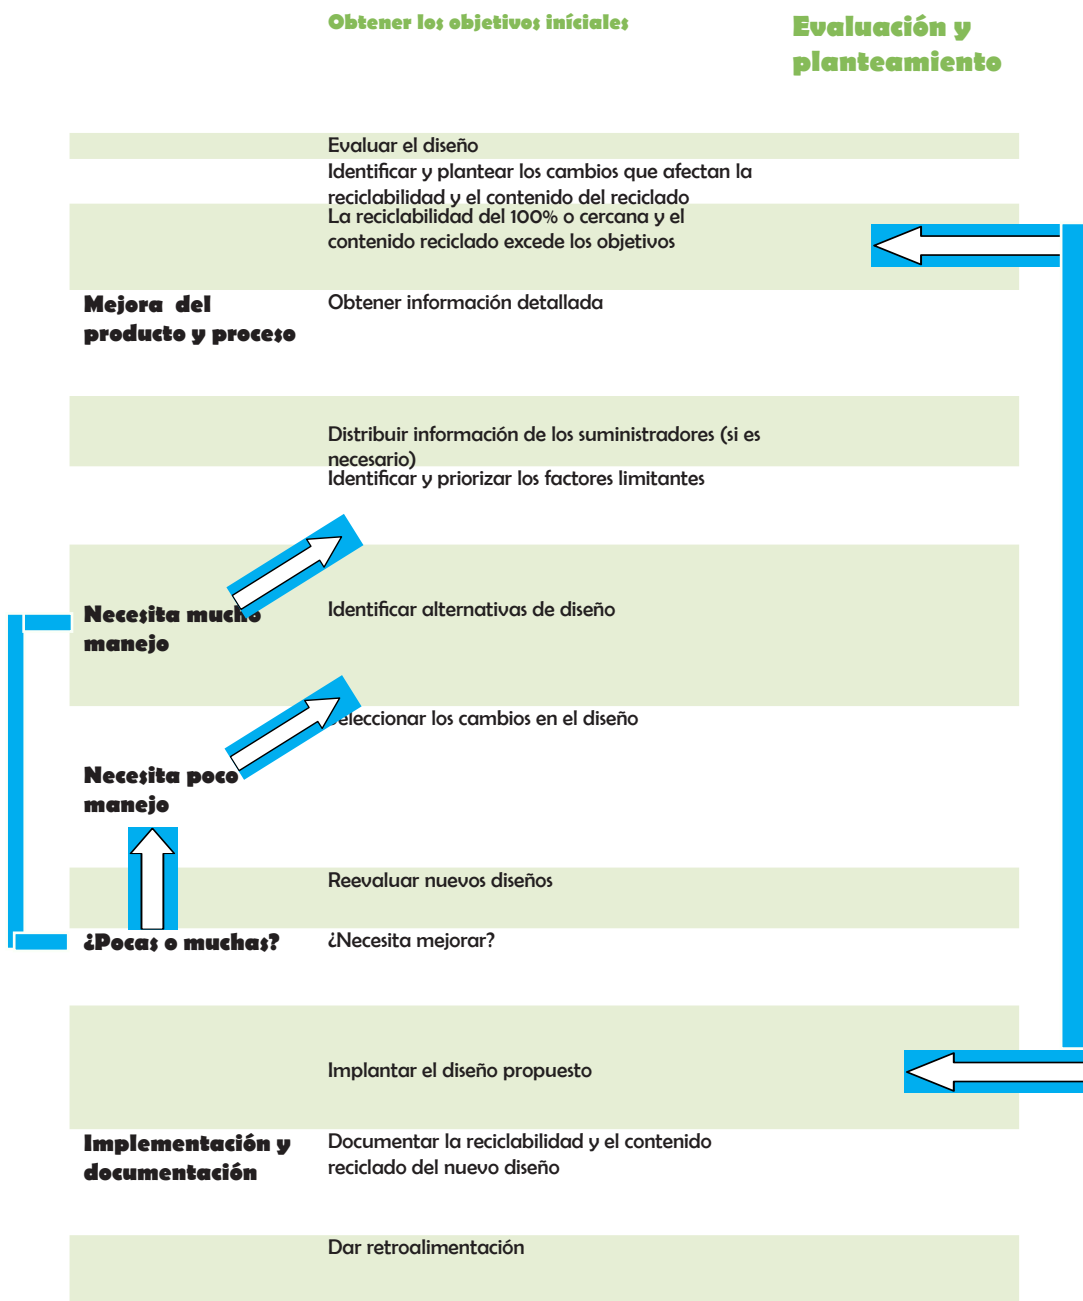 Obtener los objetivos iníciales
Evaluación y
planteamiento
Evaluar el diseño
Identificar y plantear los cambios que afectan la
reciclabilidad y el contenido del reciclado
La reciclabilidad del 100% o cercana y el
contenido reciclado excede los objetivos
Mejora del
producto y proceso
Obtener información detallada
Distribuir información de los suministradores (si es
necesario)
Identificar y priorizar los factores limitantes
Necesita mucho
manejo
Identificar alternativas de diseño
Seleccionar los cambios en el diseño
Necesita poco
manejo
Reevaluar nuevos diseños
¿Pocas o muchas?
¿Necesita mejorar?
Implantar el diseño propuesto
Implementación y
documentación
Documentar la reciclabilidad y el contenido
reciclado del nuevo diseño
Dar retroalimentación